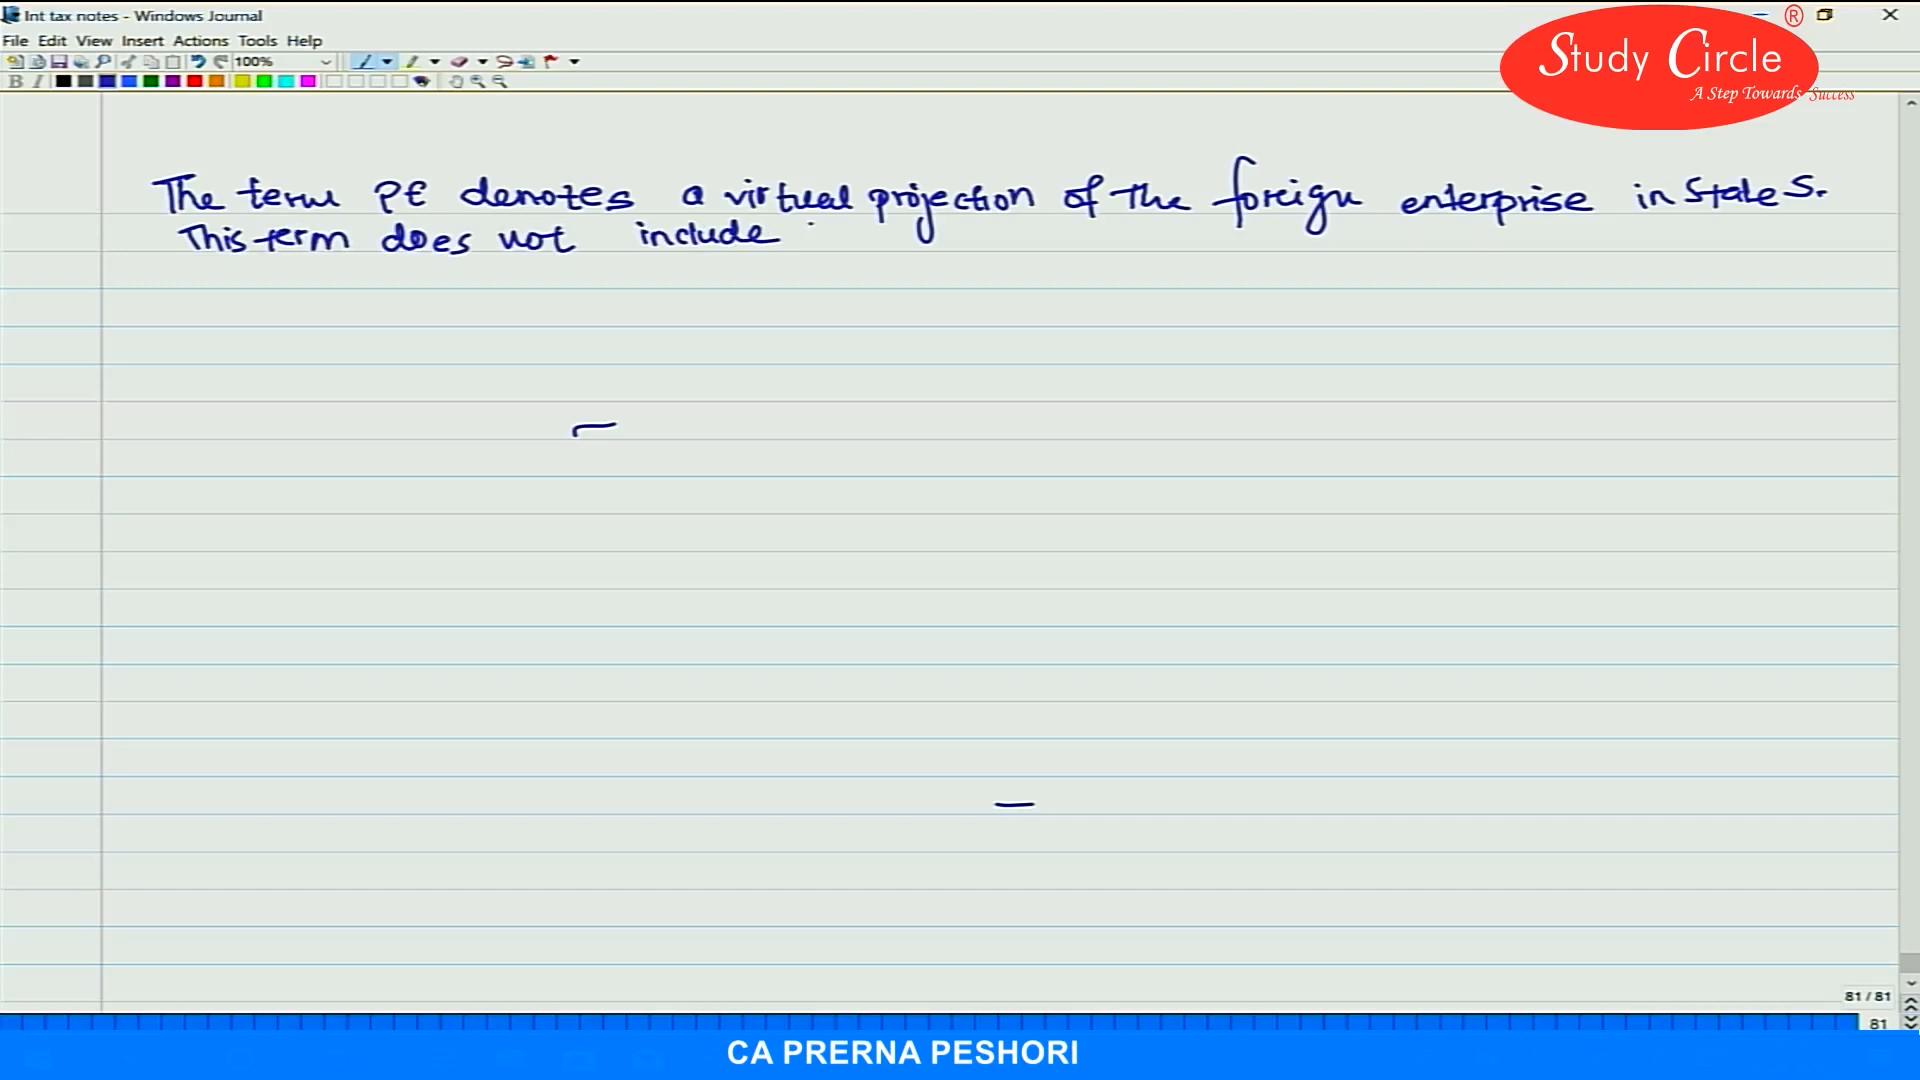 Int tax notes - Windows Journal
File Edit View Insert Actions Tools Help
100%
B I
Study Circle ®
A Step Towards Success
The term PE denotes a virtual projection of the foreign enterprise in State S.
This term does not include
81 / 81
81
CA PRERNA PESHORI